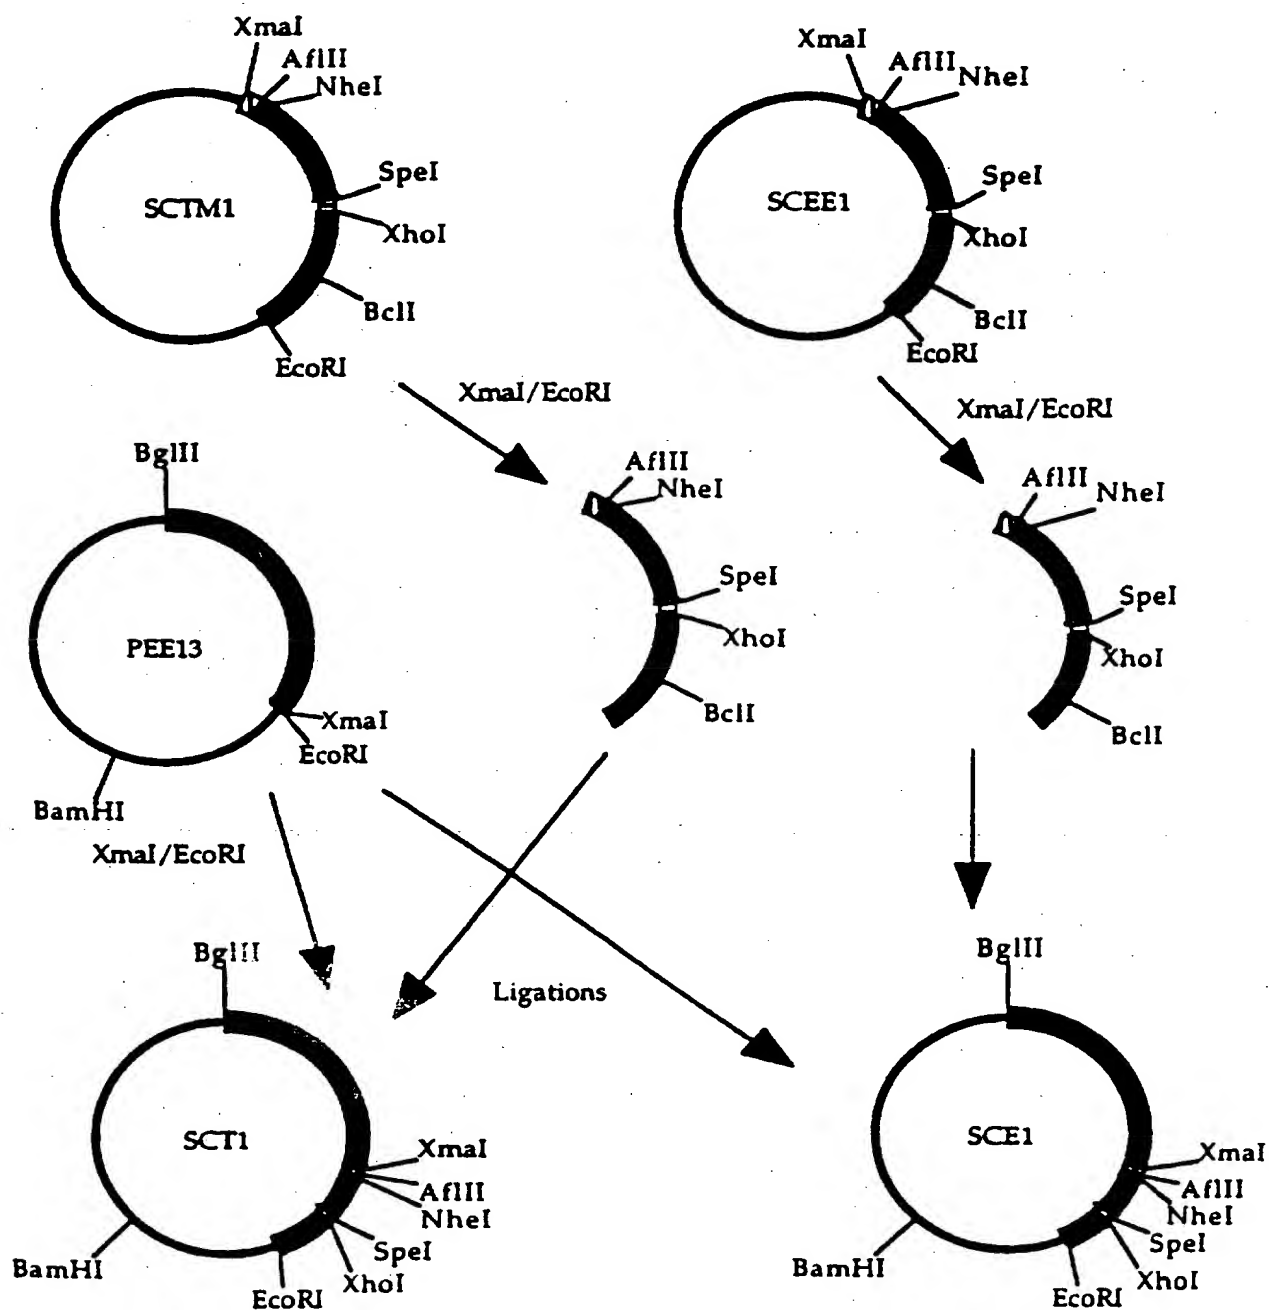 XmaI
AflII
NheI
SCTM1
SpeI
XhoI
BclI
EcoRI
XmaI
AflII
NheI
SCEE1
SpeI
XhoI
BclI
EcoRI
XmaI/EcoRI
XmaI/EcoRI
BglII
PEE13
XmaI
EcoRI
BamHI
AflII
NheI
SpeI
XhoI
BclI
AflII
NheI
SpeI
XhoI
BclI
XmaI/EcoRI
Ligations
BglII
SCT1
XmaI
AflII
NheI
SpeI
XhoI
EcoRI
BamHI
BglII
SCE1
XmaI
AflII
NheI
SpeI
XhoI
EcoRI
BamHI